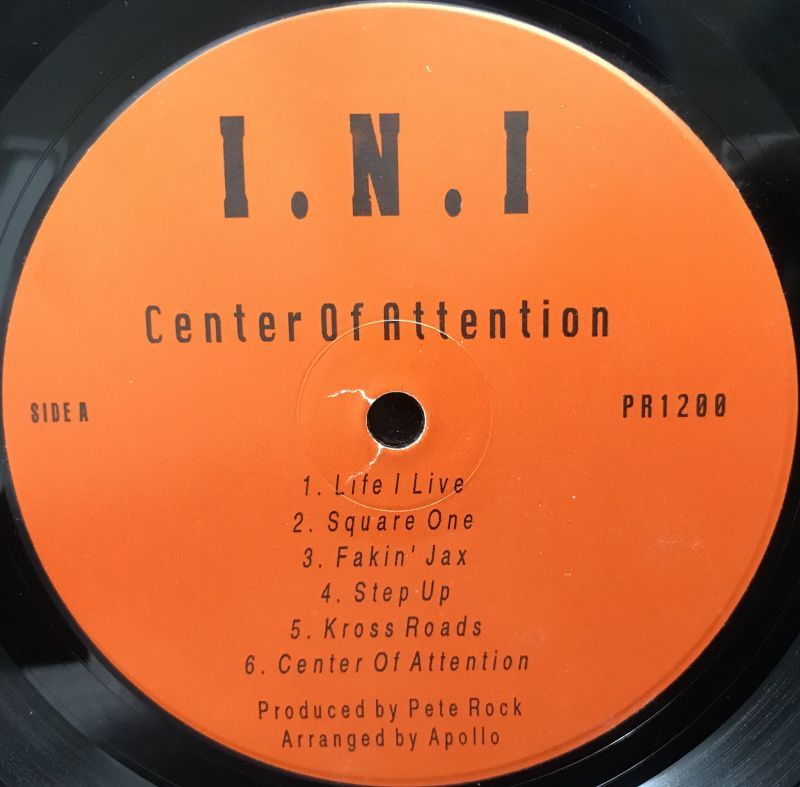 I.N.I
Center Of Attention
SIDE A
PR1200
1. Life I Live
2. Square One
3. Fakin' Jax
4. Step Up
5. Kross Roads
6. Center Of Attention
Produced by Pete Rock
Arranged by Apollo